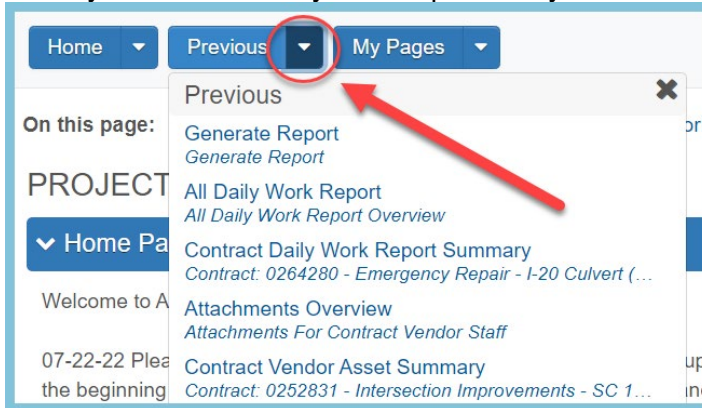 Home Previous My Pages
Previous
On this page:
Generate Report
Generate Report
PROJECT
All Daily Work Report
All Daily Work Report Overview
Home Pa
Contract Daily Work Report Summary
Contract: 0264280 - Emergency Repair - I-20 Culvert (…
Welcome to A
Attachments Overview
Attachments For Contract Vendor Staff
07-22-22 Plea
Contract Vendor Asset Summary
the beginning
Contract: 0252831 - Intersection Improvements - SC 1…